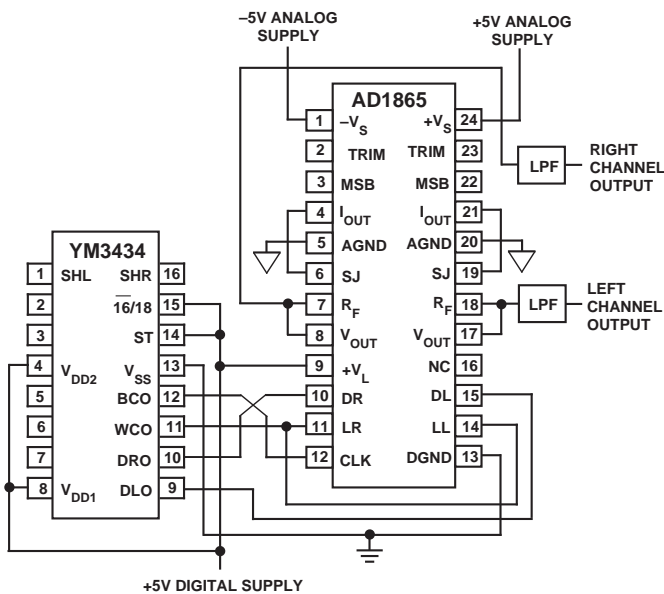 –5V ANALOG
SUPPLY
+5V ANALOG
SUPPLY
AD1865
1 –VS +VS 24
2 TRIM TRIM 23
3 MSB MSB 22
4 IOUT IOUT 21
5 AGND AGND 20
6 SJ SJ 19
7 RF RF 18
8 VOUT VOUT 17
9 +VL NC 16
10 DR DL 15
11 LR LL 14
12 CLK DGND 13
LPF
RIGHT
CHANNEL
OUTPUT
LPF
LEFT
CHANNEL
OUTPUT
YM3434
1 SHL SHR 16
2 16/18 15
3 ST 14
4 VDD2 VSS 13
5 BCO 12
6 WCO 11
7 DRO 10
8 VDD1 DLO 9
+5V DIGITAL SUPPLY